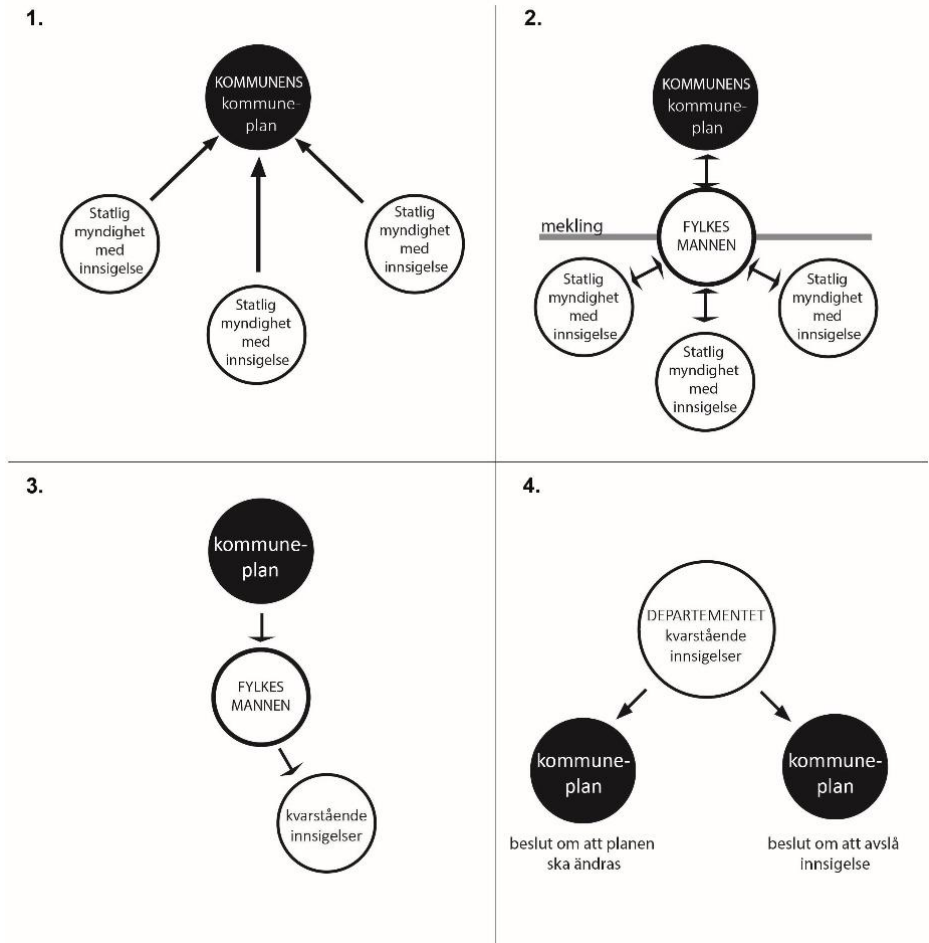 1.
KOMMUNENS
kommune-
plan
Statlig
myndighet
med
innsigelse
Statlig
myndighet
med
innsigelse
Statlig
myndighet
med
innsigelse
2.
KOMMUNENS
kommune-
plan
mekling
FYLKES
MANNEN
Statlig
myndighet
med
innsigelse
Statlig
myndighet
med
innsigelse
Statlig
myndighet
med
innsigelse
3.
kommune-
plan
FYLKES
MANNEN
kvarstående
innsigelser
4.
DEPARTEMENTET
kvarstående
innsigelser
kommune-
plan
beslut om att planen
ska ändras
kommune-
plan
beslut om att avslå
innsigelse